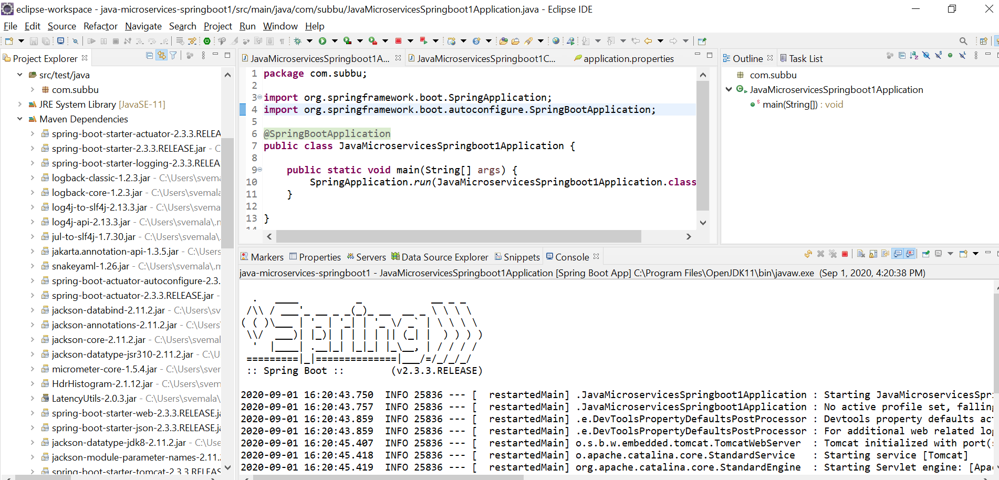 eclipse-workspace - java-microservices-springboot1/src/main/java/com/subbu/JavaMicroservicesSpringboot1Application.java - Eclipse IDE
File Edit Source Refactor Navigate Search Project Run Window Help
Project Explorer
src/test/java
com.subbu
JRE System Library [JavaSE-11]
Maven Dependencies
spring-boot-starter-actuator-2.3.3.RELEA
spring-boot-starter-2.3.3.RELEASE.jar - C
spring-boot-starter-logging-2.3.3.RELEA
logback-classic-1.2.3.jar - C:\Users\svema
logback-core-1.2.3.jar - C:\Users\svemala
log4j-to-slf4j-2.13.3.jar - C:\Users\svema
log4j-api-2.13.3.jar - C:\Users\svemala\.n
jul-to-slf4j-1.7.30.jar - C:\Users\svemala\.
jakarta.annotation-api-1.3.5.jar - C:\Users
snakeyaml-1.26.jar - C:\Users\svemala\.m
spring-boot-actuator-autoconfigure-2.3.
spring-boot-actuator-2.3.3.RELEASE.jar -
jackson-databind-2.11.2.jar - C:\Users\sv
jackson-annotations-2.11.2.jar - C:\Users
jackson-core-2.11.2.jar - C:\Users\svemal
jackson-datatype-jsr310-2.11.2.jar - C:\U
micrometer-core-1.5.4.jar - C:\Users\svem
HdrHistogram-2.1.12.jar - C:\Users\svem
LatencyUtils-2.0.3.jar - C:\Users\svemala\
spring-boot-starter-web-2.3.3.RELEASE.ja
spring-boot-starter-json-2.3.3.RELEASE.ja
jackson-datatype-jdk8-2.11.2.jar - C:\Use
jackson-module-parameter-names-2.11.
spring-boot-starter-tomcat-2.3.3.RELEAS
JavaMicroservicesSpringboot1A... JavaMicroservicesSpringboot1C... application.properties
1 package com.subbu;
2
3 import org.springframework.boot.SpringApplication;
4 import org.springframework.boot.autoconfigure.SpringBootApplication;
5
6 @SpringBootApplication
7 public class JavaMicroservicesSpringboot1Application {
8
9 public static void main(String[] args) {
10 SpringApplication.run(JavaMicroservicesSpringboot1Application.class
11 }
12
13 }
14
Outline Task List
com.subbu
JavaMicroservicesSpringboot1Application
main(String[]) : void
Markers Properties Servers Data Source Explorer Snippets Console
java-microservices-springboot1 - JavaMicroservicesSpringboot1Application [Spring Boot App] C:\Program Files\OpenJDK11\bin\javaw.exe (Sep 1, 2020, 4:20:38 PM)
Spring
:: Spring Boot :: (v2.3.3.RELEASE)
2020-09-01 16:20:43.750 INFO 25836 --- [ restartedMain] .JavaMicroservicesSpringboot1Application : Starting JavaMicroservicesSpr
2020-09-01 16:20:43.757 INFO 25836 --- [ restartedMain] .JavaMicroservicesSpringboot1Application : No active profile set, falling
2020-09-01 16:20:43.859 INFO 25836 --- [ restartedMain] .e.DevToolsPropertyDefaultsPostProcessor : Devtools property defaults act
2020-09-01 16:20:43.859 INFO 25836 --- [ restartedMain] .e.DevToolsPropertyDefaultsPostProcessor : For additional web related log
2020-09-01 16:20:45.407 INFO 25836 --- [ restartedMain] o.s.b.w.embedded.tomcat.TomcatWebServer : Tomcat initialized with port(s
2020-09-01 16:20:45.418 INFO 25836 --- [ restartedMain] o.apache.catalina.core.StandardService : Starting service [Tomcat]
2020-09-01 16:20:45.419 INFO 25836 --- [ restartedMain] org.apache.catalina.core.StandardEngine : Starting Servlet engine: [Apac